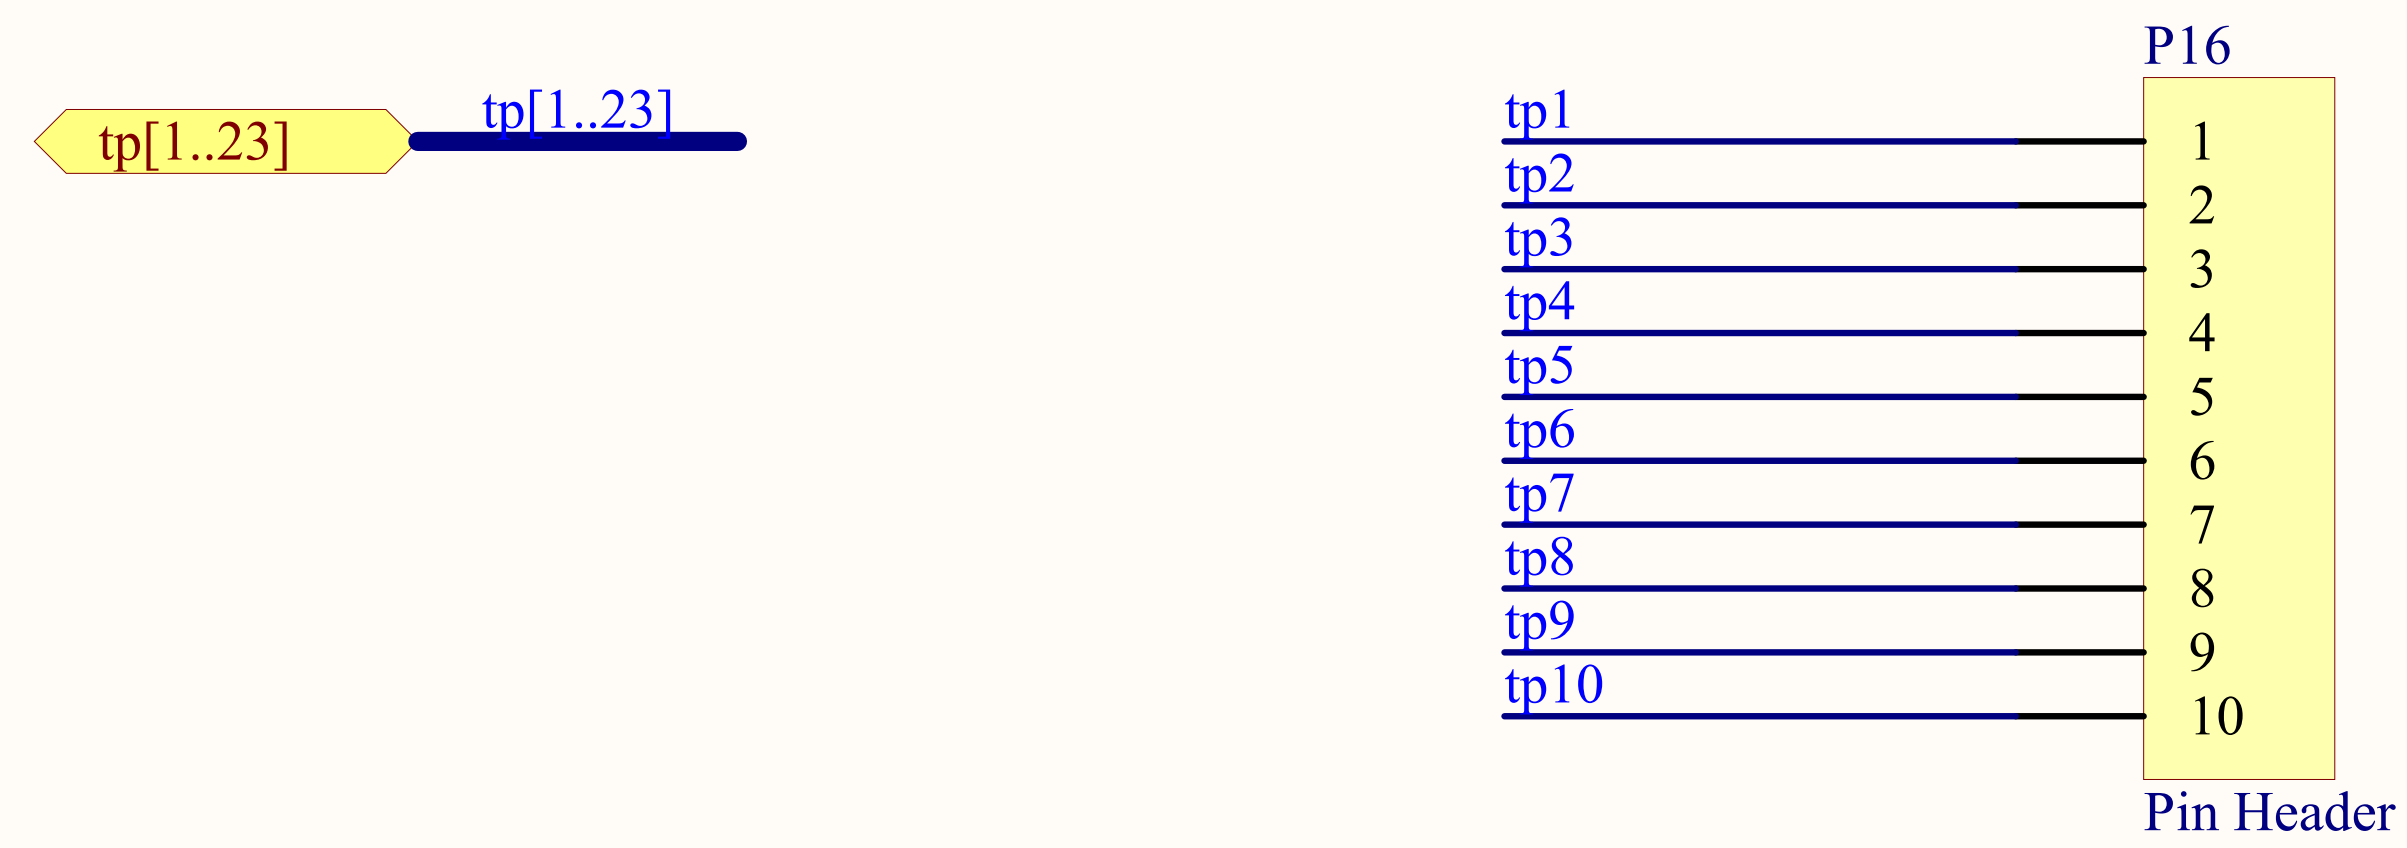 P16
tp[1..23] tp[1..23]
tp1 1
tp2 2
tp3 3
tp4 4
tp5 5
tp6 6
tp7 7
tp8 8
tp9 9
tp10 10
Pin Header